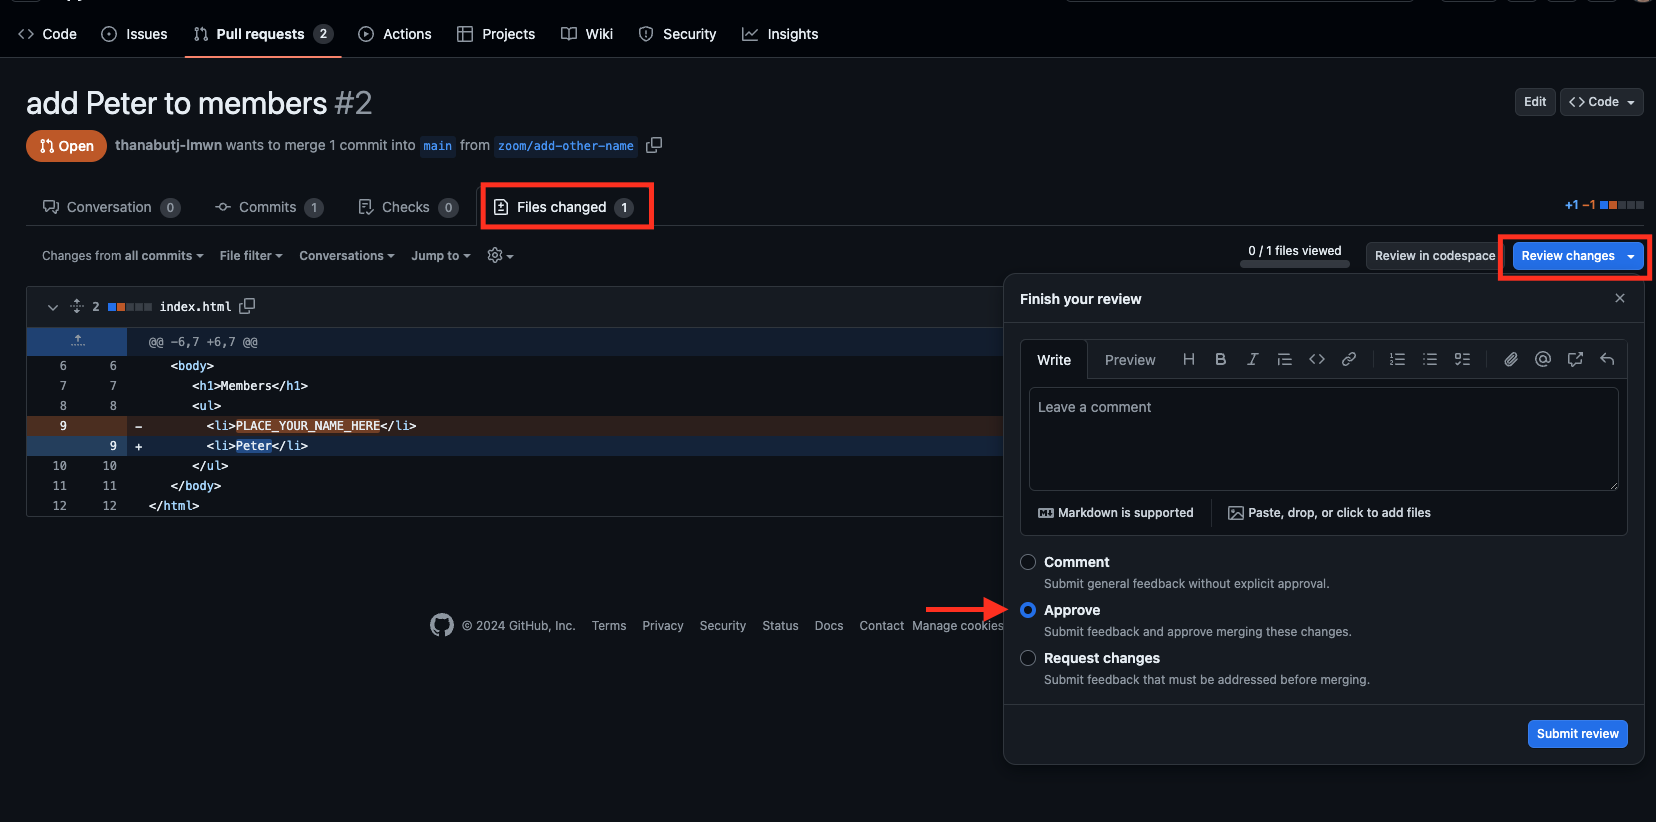 Code Issues Pull requests 2 Actions Projects Wiki Security Insights
add Peter to members #2
Edit <> Code
Open thanabutj-lmwn wants to merge 1 commit into main from zoom/add-other-name
Conversation 0 Commits 1 Checks 0 Files changed 1
+1 −1
Changes from all commits File filter Conversations Jump to
0 / 1 files viewed Review in codespace Review changes
2 index.html
@@ -6,7 +6,7 @@
6 6 <body>
7 7 <h1>Members</h1>
8 8 <ul>
9 - <li>PLACE_YOUR_NAME_HERE</li>
9 + <li>Peter</li>
10 10 </ul>
11 11 </body>
12 12 </html>
Finish your review
Write Preview
Leave a comment
Markdown is supported Paste, drop, or click to add files
Comment
Submit general feedback without explicit approval.
Approve
Submit feedback and approve merging these changes.
Request changes
Submit feedback that must be addressed before merging.
Submit review
© 2024 GitHub, Inc. Terms Privacy Security Status Docs Contact Manage cookies